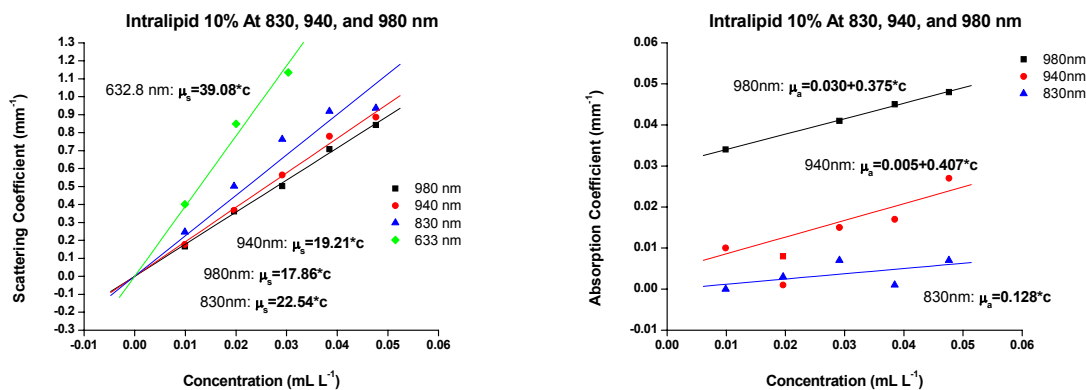 Intralipid 10% At 830, 940, and 980 nm
Scattering Coefficient (mm⁻¹)
1.3
1.2
1.1
1.0
0.9
0.8
0.7
0.6
0.5
0.4
0.3
0.2
0.1
0.0
-0.1
-0.1
-0.3
632.8 nm: μs=39.08*c
980 nm
940 nm
830 nm
633 nm
940nm: μs=19.21*c
980nm: μs=17.86*c
830nm: μs=22.54*c
-0.01 0.00 0.01 0.02 0.03 0.04 0.05 0.06
Concentration (mL L⁻¹)
Intralipid 10% At 830, 940, and 980 nm
Absorption Coefficient (mm⁻¹)
0.06
0.05
0.04
0.03
0.02
0.01
0.00
-0.01
980nm
940nm
830nm
980nm: μa=0.030+0.375*c
940nm: μa=0.005+0.407*c
830nm: μa=0.128*c
0.00 0.01 0.02 0.03 0.04 0.05 0.06
Concentration (mL L⁻¹)